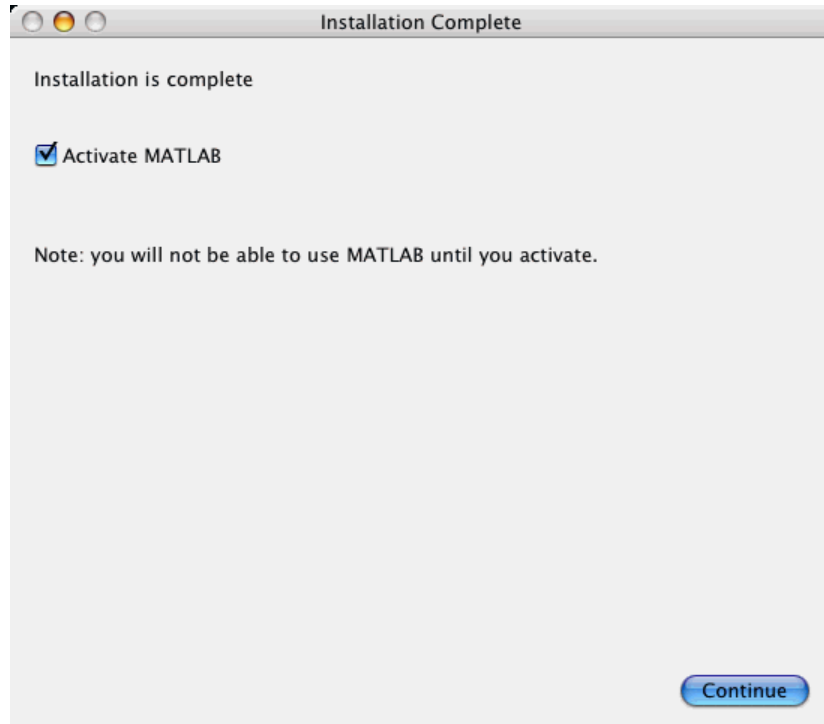 Installation Complete
Installation is complete
Activate MATLAB
Note: you will not be able to use MATLAB until you activate.
Continue